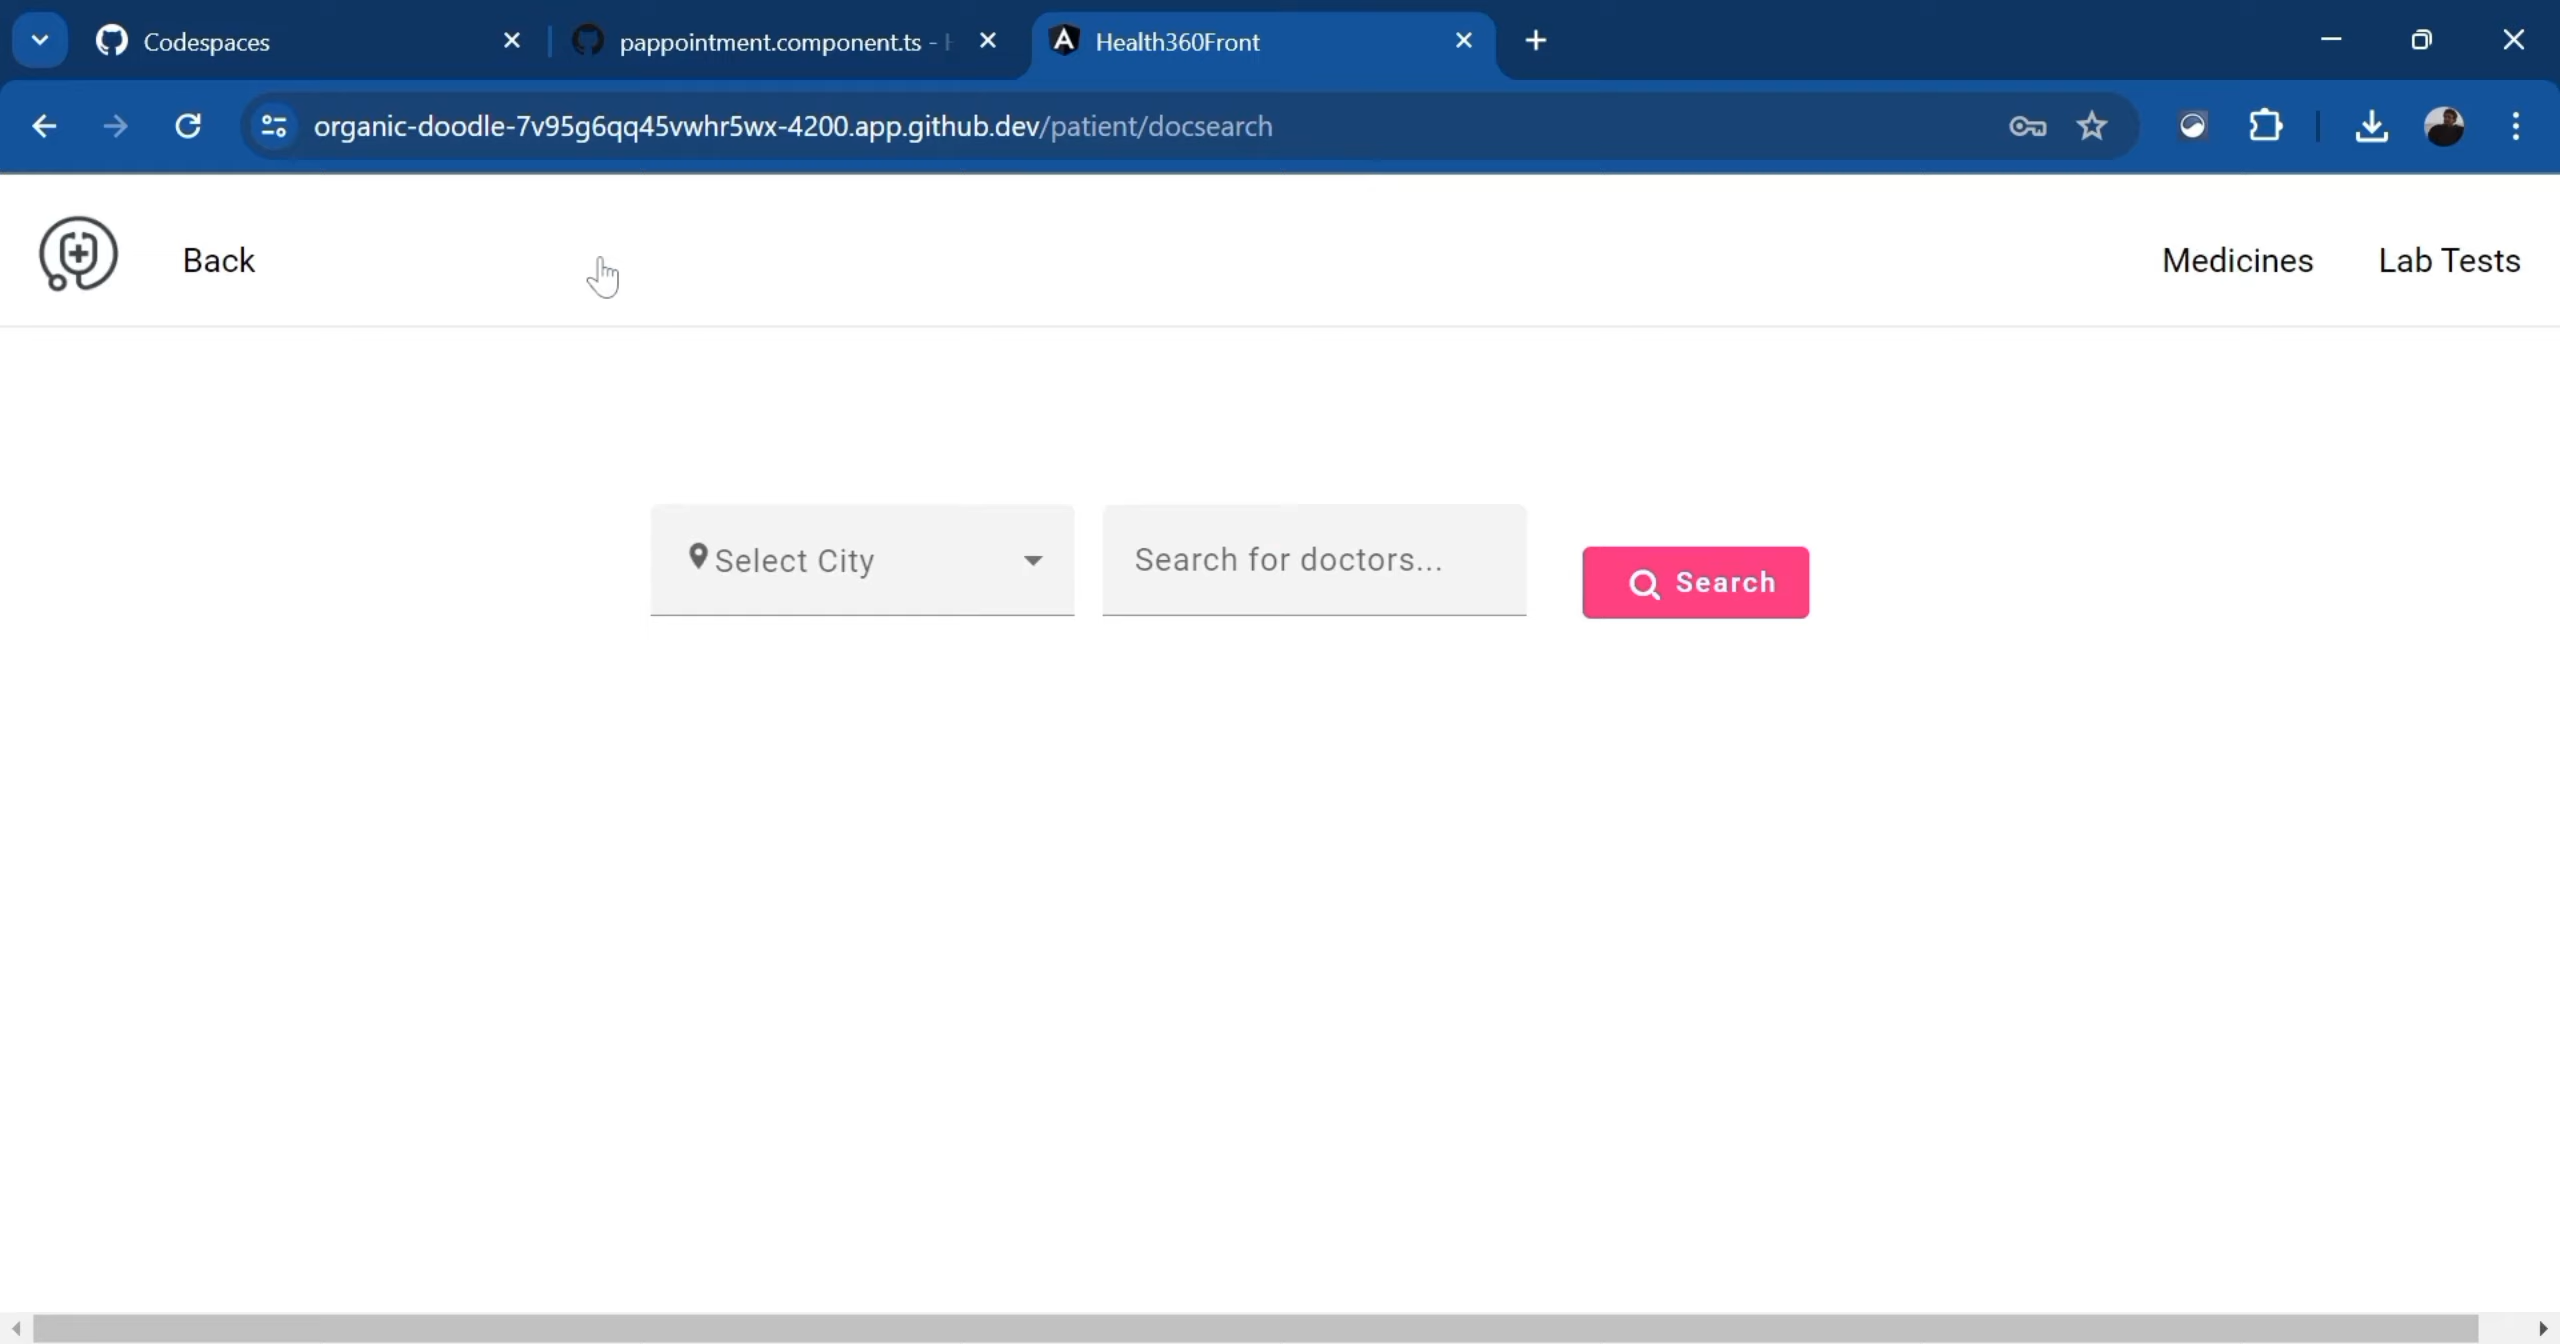 Codespaces
pappointment.component.ts -
Health360Front
organic-doodle-7v95g6qq45vwhr5wx-4200.app.github.dev/patient/docsearch
Back
Medicines
Lab Tests
Select City
Search for doctors...
Search